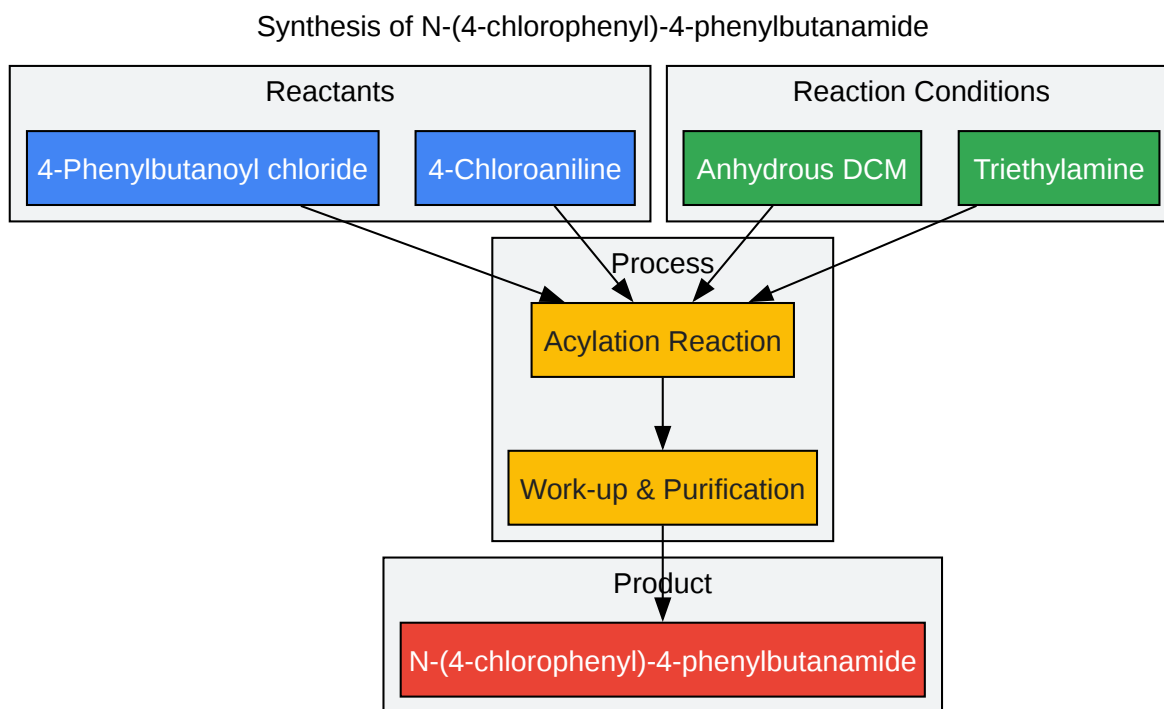 Synthesis of N-(4-chlorophenyl)-4-phenylbutanamide
Reactants
Reaction Conditions
4-Phenylbutanoyl chloride
4-Chloroaniline
Anhydrous DCM
Triethylamine
Process
Acylation Reaction
Work-up & Purification
Product
N-(4-chlorophenyl)-4-phenylbutanamide